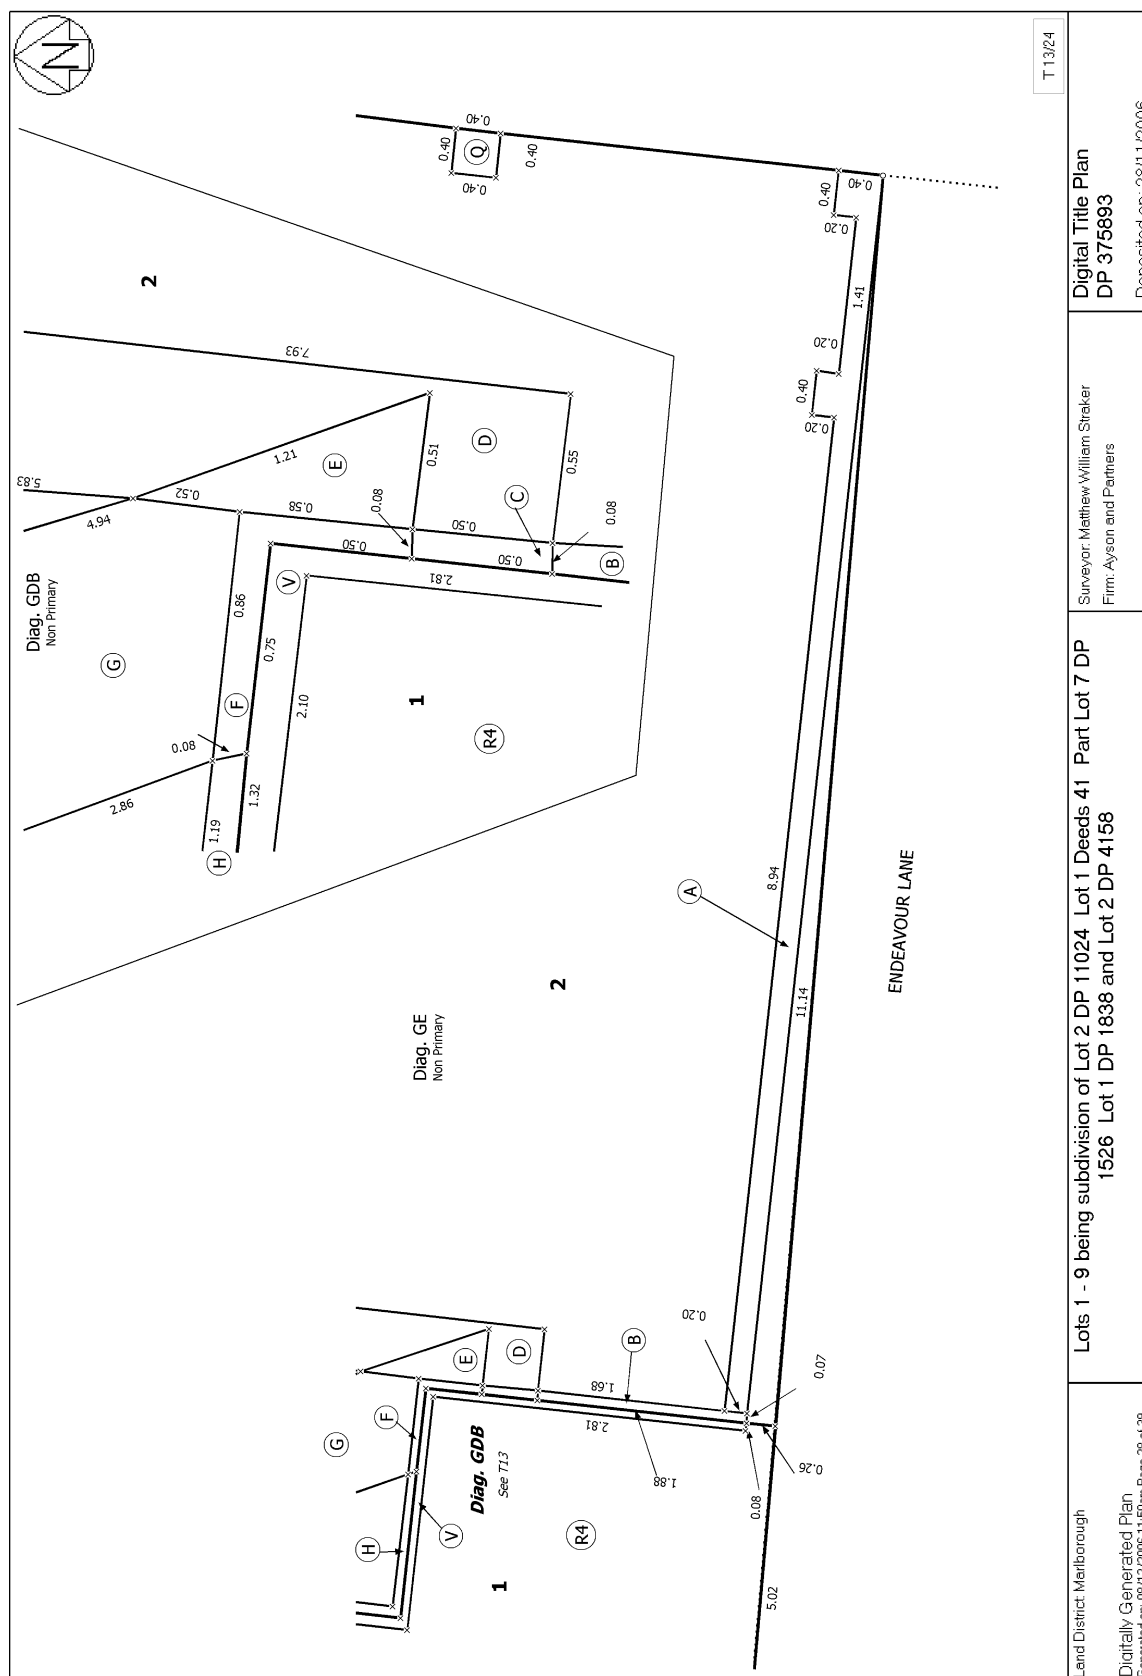 N
T 13/24
Digital Title Plan
DP 375893
Surveyor: Matthew William Straker
Firm: Ayson and Partners
Lots 1 - 9 being subdivision of Lot 2 DP 11024 Lot 1 Deeds 41 Part Lot 7 DP
1526 Lot 1 DP 1838 and Lot 2 DP 4158
Land District: Marlborough
Digitally Generated Plan
Diag. GDB
Non Primary
2
5.83
4.94
0.52
1.21
7.93
E
D
0.58
0.08
0.51
0.50
C
0.55
0.08
B
0.50
0.50
V
2.81
0.86
0.75
G
F
0.08
2.86
1.32
1.19
H
2.10
1
R4
0.40
0.40
Q
0.40
0.40
0.40
0.40
0.20
1.41
0.20
0.40
0.20
8.94
A
11.14
ENDEAVOUR LANE
Diag. GE
Non Primary
2
0.20
B
0.07
1.68
2.81
1.88
0.26
0.08
5.02
E
D
F
G
H
V
Diag. GDB
See T13
R4
1